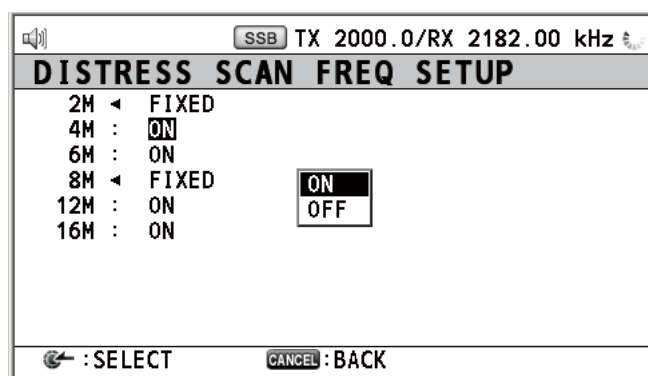 SSB TX 2000.0/RX 2182.00 kHz
DISTRESS SCAN FREQ SETUP
2M ◄ FIXED
4M : ON
6M : ON
8M ◄ FIXED
12M : ON
16M : ON
ON
OFF
:SELECT CANCEL:BACK